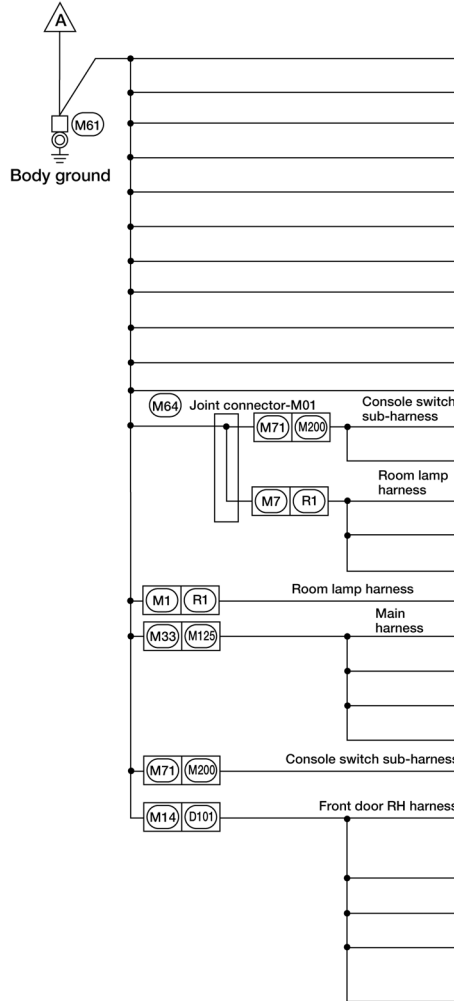 A
M61
Body ground
M64 Joint connector-M01
Console switch
sub-harness
M71 M200
Room lamp
harness
M7 R1
Room lamp harness
M1 R1
Main
harness
M33 M125
Console switch sub-harness
M71 M200
Front door RH harness
M14 D101